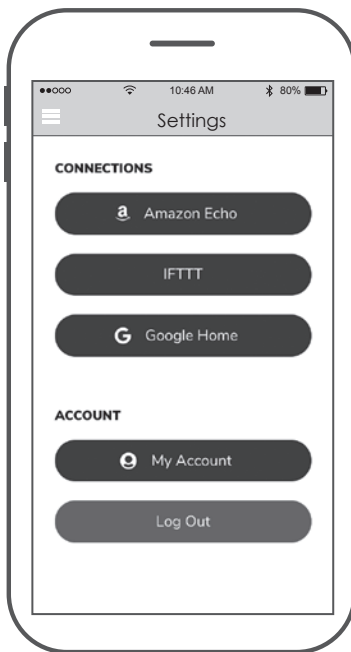 10:46 AM 80%
Settings
CONNECTIONS
a Amazon Echo
IFTTT
G Google Home
ACCOUNT
My Account
Log Out